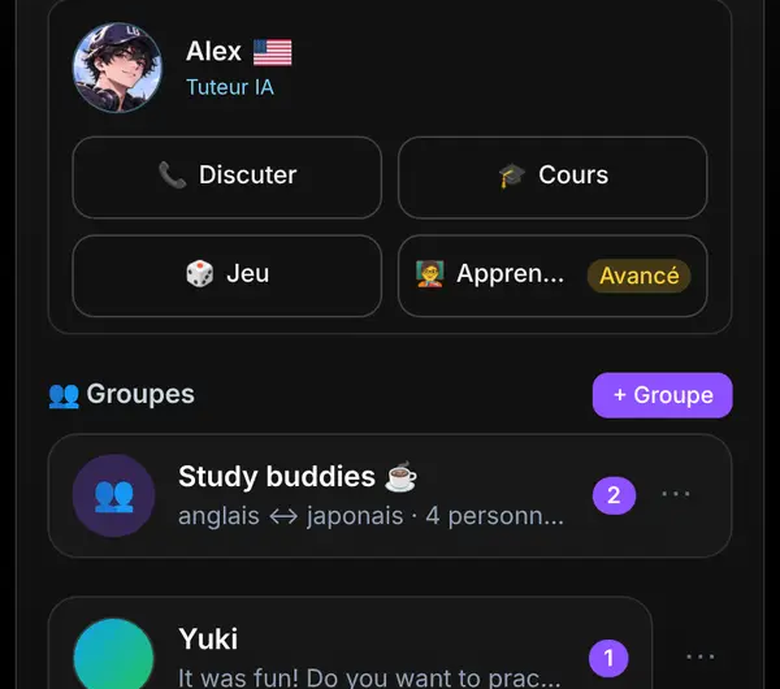 LB
Alex
Tuteur IA
Discuter
Cours
Jeu
Appren...
Avancé
Groupes
+ Groupe
Study buddies
2
anglais ↔ japonais · 4 personn...
Yuki
1
It was fun! Do you want to prac...